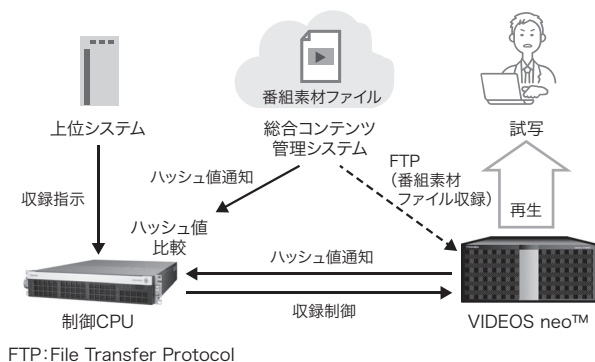 番組素材ファイル
上位システム
総合コンテンツ
管理システム
試写
FTP
（番組素材
ファイル収録）
ハッシュ値通知
収録指示
再生
ハッシュ値
比較
ハッシュ値通知
収録制御
制御CPU
VIDEOS neo™
FTP：File Transfer Protocol